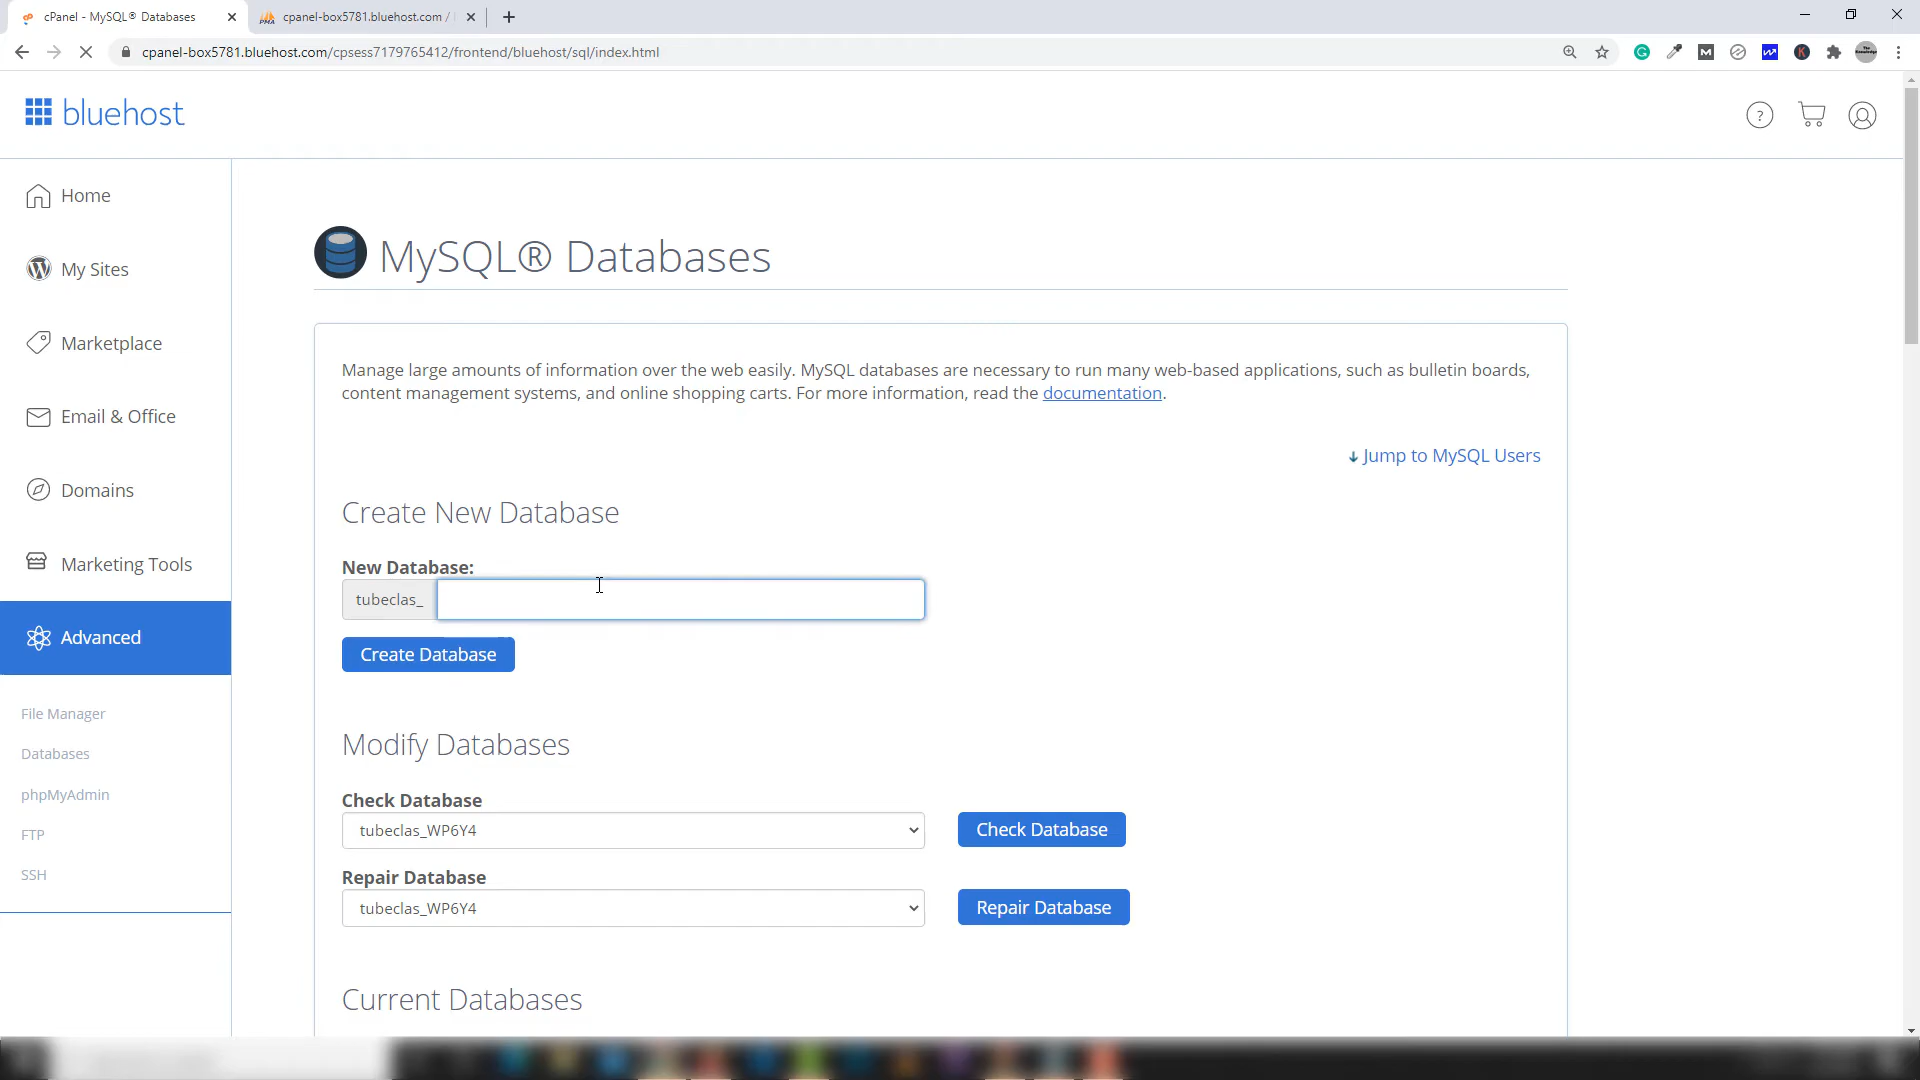 cPanel - MySQL® Databases
cpanel-box5781.bluehost.com /
cpanel-box5781.bluehost.com/cpsess7179765412/frontend/bluehost/sql/index.html
bluehost
Home
My Sites
Marketplace
Email & Office
Domains
Marketing Tools
Advanced
File Manager
Databases
phpMyAdmin
FTP
SSH
MySQL® Databases
Manage large amounts of information over the web easily. MySQL databases are necessary to run many web-based applications, such as bulletin boards,
content management systems, and online shopping carts. For more information, read the documentation.
Jump to MySQL Users
Create New Database
New Database:
tubeclas_
Create Database
Modify Databases
Check Database
tubeclas_WP6Y4
Check Database
Repair Database
tubeclas_WP6Y4
Repair Database
Current Databases